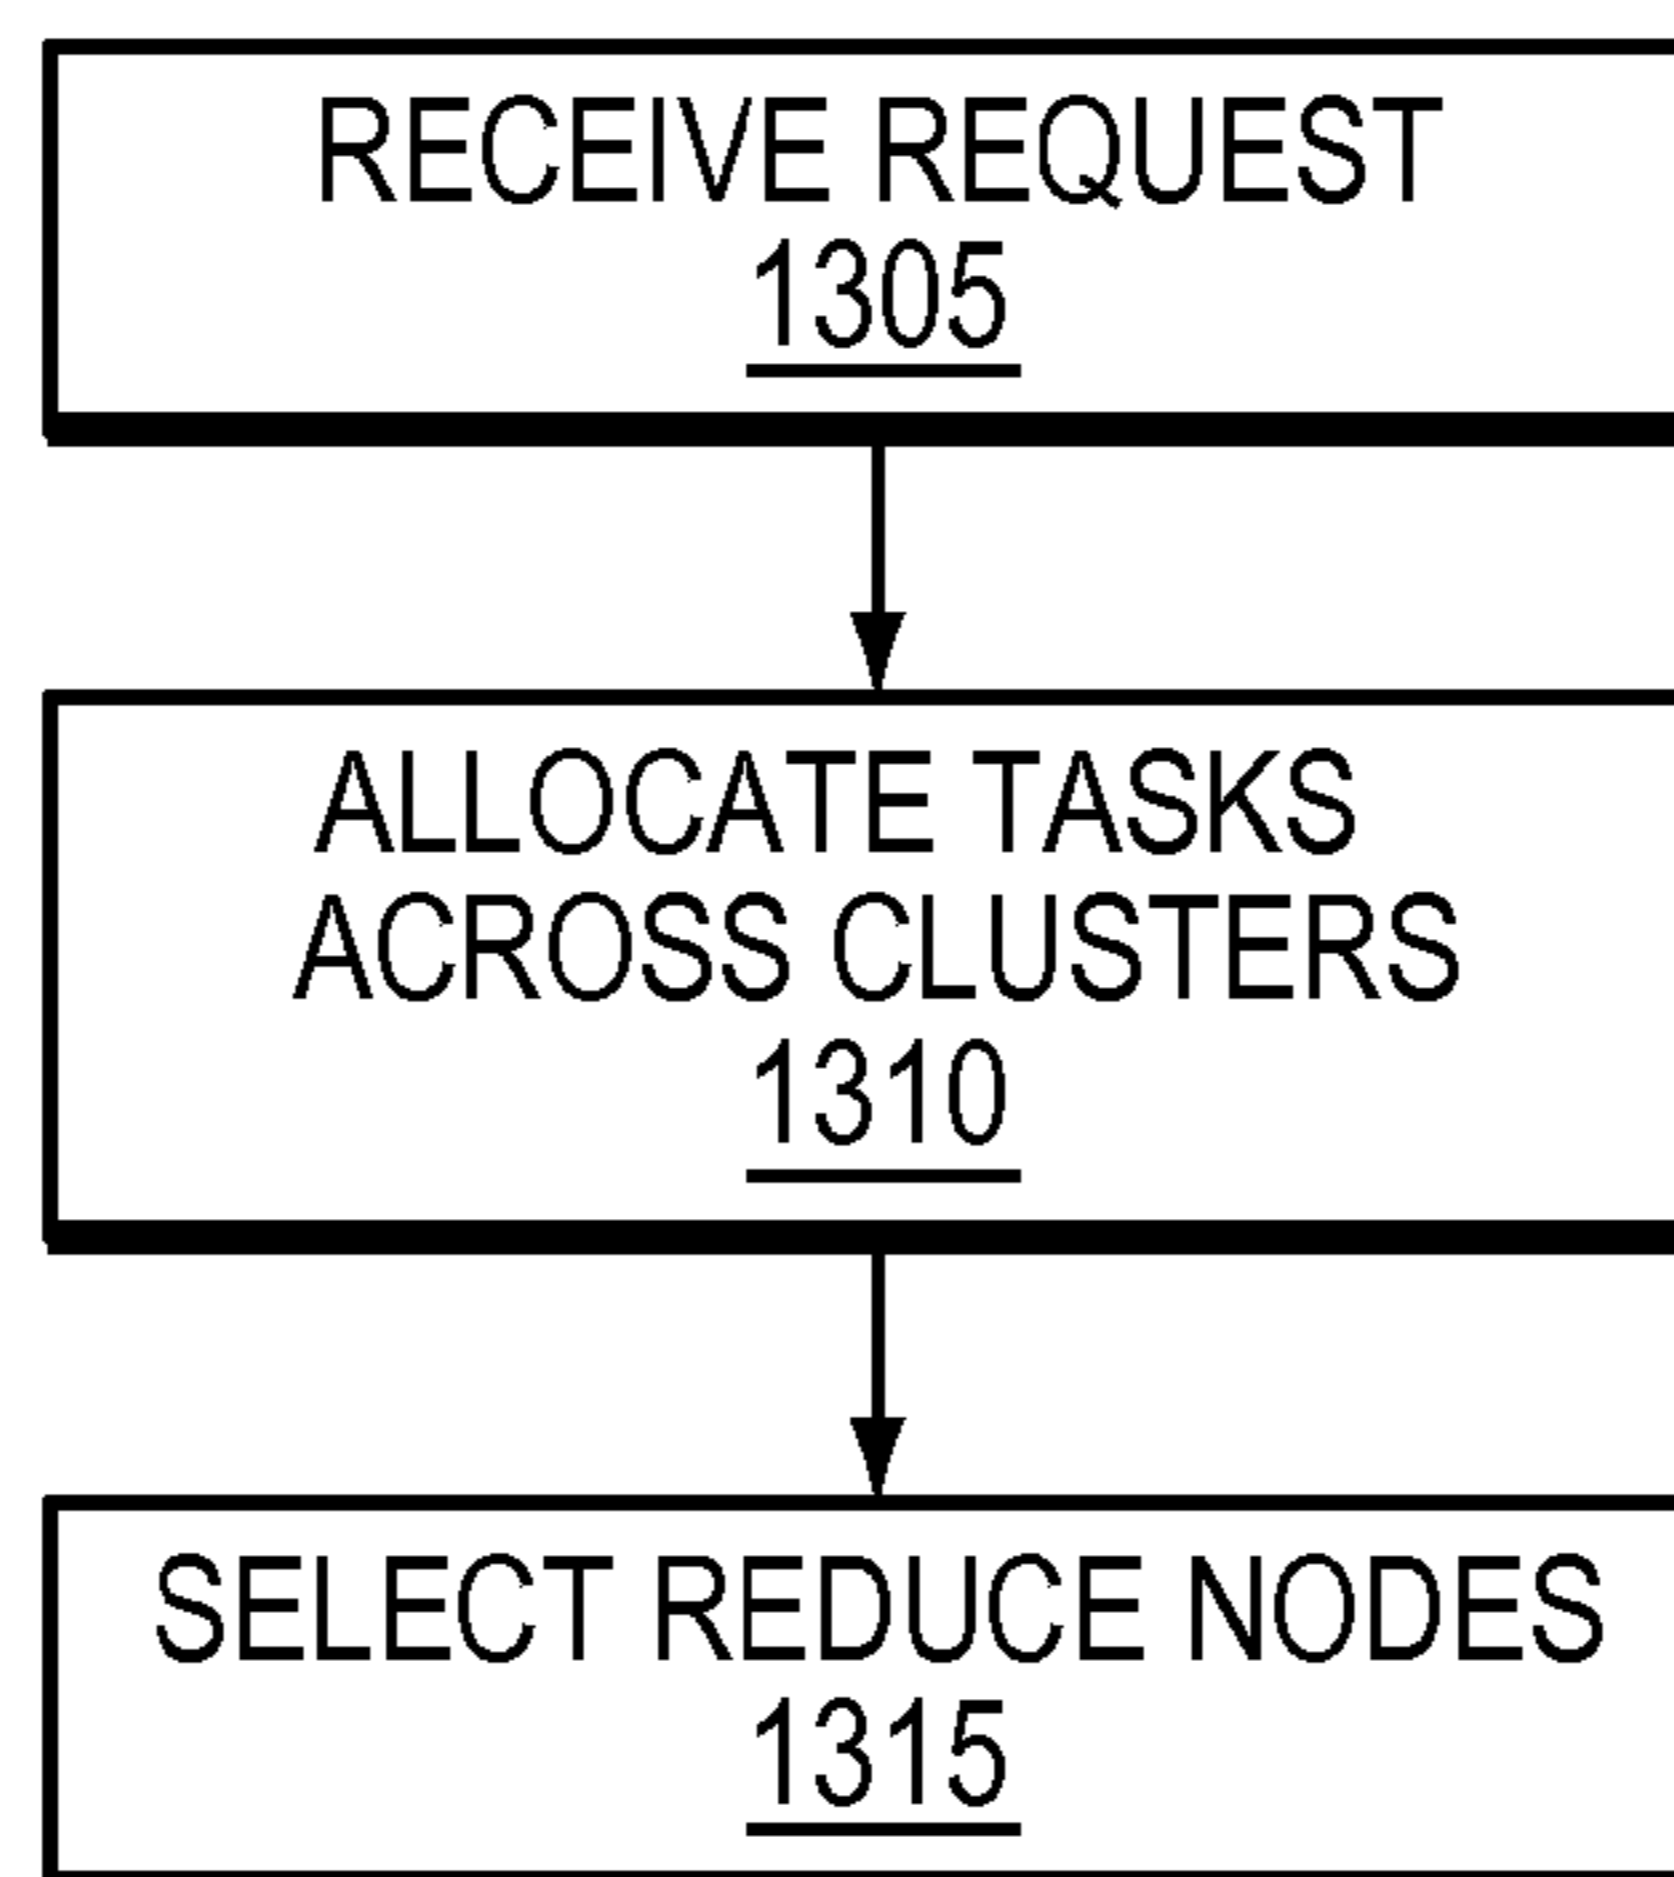 RECEIVE REQUEST
1305
ALLOCATE TASKS
ACROSS CLUSTERS
1310
SELECT REDUCE NODES
1315